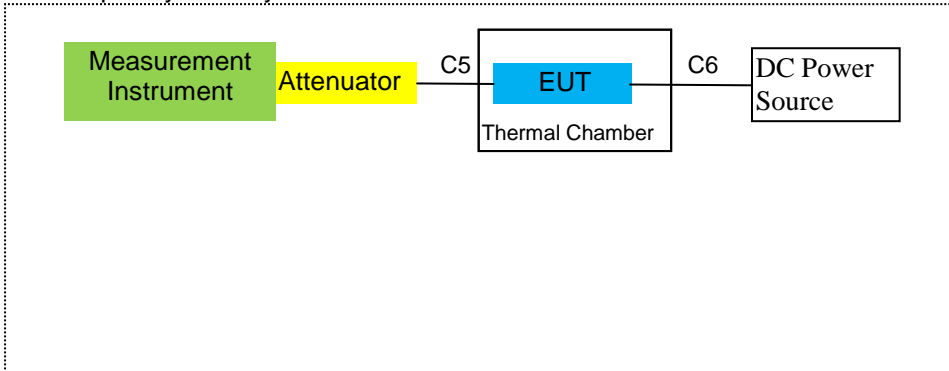 Measurement
Instrument
Attenuator
C5
EUT
Thermal Chamber
C6
DC Power
Source